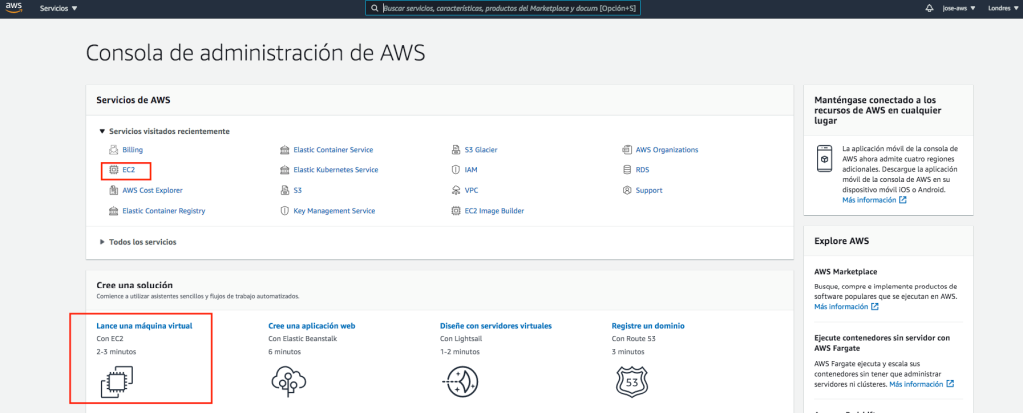 aws
Servicios
Buscar servicios, características, productos del Marketplace y docum [Opción+S]
jose-aws
Londres
Consola de administración de AWS
Servicios de AWS
Servicios visitados recientemente
Billing
Elastic Container Service
S3 Glacier
AWS Organizations
EC2
Elastic Kubernetes Service
IAM
RDS
AWS Cost Explorer
S3
VPC
Support
Elastic Container Registry
Key Management Service
EC2 Image Builder
Todos los servicios
Cree una solución
Comience a utilizar asistentes sencillos y flujos de trabajo automatizados.
Lance una máquina virtual
Con EC2
2-3 minutos
Cree una aplicación web
Con Elastic Beanstalk
6 minutos
Diseñe con servidores virtuales
Con Lightsail
1-2 minutos
Registre un dominio
Con Route 53
3 minutos
53
Manténgase conectado a los
recursos de AWS en cualquier
lugar
La aplicación móvil de la consola de
AWS ahora admite cuatro regiones
adicionales. Descargue la aplicación
móvil de la consola de AWS en su
dispositivo móvil iOS o Android.
Más información
Explore AWS
AWS Marketplace
Busque, compre e implemente productos de
software populares que se ejecutan en AWS.
Más información
Ejecute contenedores sin servidor con
AWS Fargate
AWS Fargate ejecuta y escala sus
contenedores sin tener que administrar
servidores ni clústeres. Más información